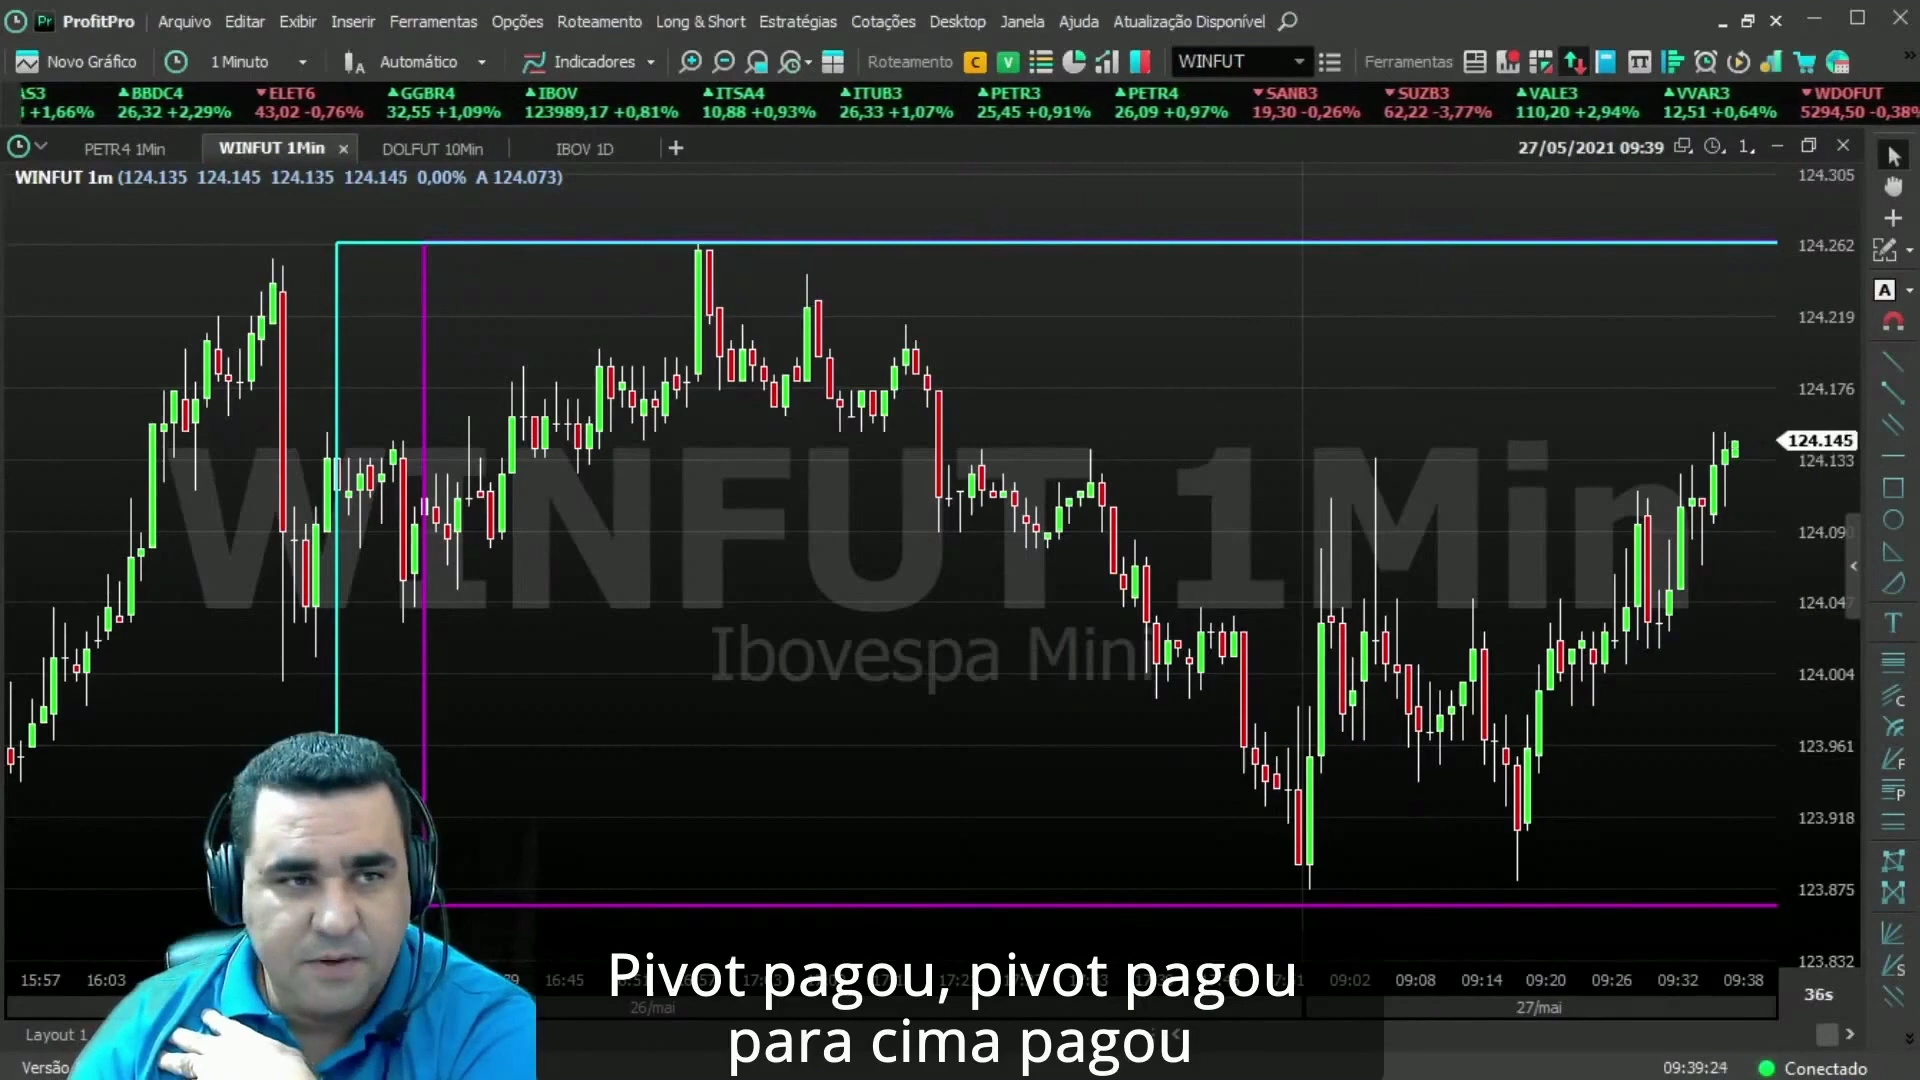 ProfitPro Arquivo Editar Exibir Inserir Ferramentas Opções Roteamento Long & Short Estratégias Cotações Desktop Janela Ajuda Atualização Disponível
Novo Gráfico 1 Minuto Automático Indicadores Roteamento C V WINFUT Ferramentas
BBDC4 ELET6 GGBR4 IBOV ITSA4 ITUB3 PETR3 PETR4 SANB3 SUZB3 VALE3 VVAR3 WDOFUT
+1,66% 26,32 +2,29% 43,02 -0,76% 32,55 +1,09% 123989,17 +0,81% 10,88 +0,93% 26,33 +1,07% 25,45 +0,91% 26,09 +0,97% 19,30 -0,26% 62,22 -3,77% 110,20 +2,94% 12,51 +0,64% 5294,50 -0,38%
PETR4 1Min WINFUT 1Min DOLFUT 10Min IBOV 1D 27/05/2021 09:39
WINFUT 1m (124.135 124.145 124.135 124.145 0,00% A 124.073)
124.305
124.262
124.219
124.176
124.145
124.133
124.090
124.047
124.004
123.961
123.918
123.875
123.832
WINFUT 1Min
Ibovespa Mini
15:57 16:03 16:45 09:02 09:08 09:14 09:20 09:26 09:32 09:38 36s
26/mai 27/mai
Pivot pagou, pivot pagou
para cima pagou
Layout 1
Versão 09:39:24 Conectado